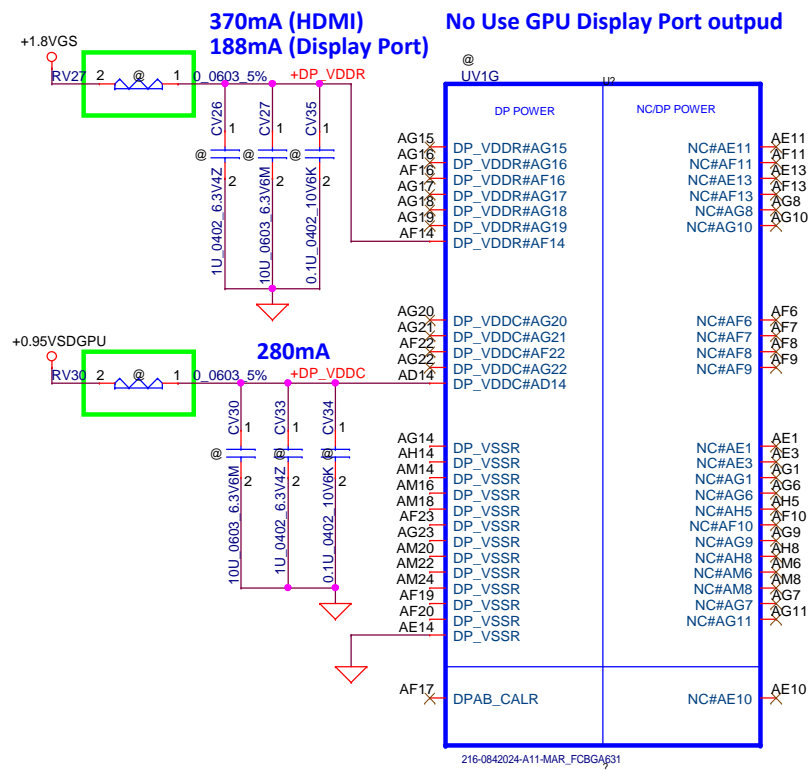 370mA (HDMI)
188mA (Display Port)
No Use GPU Display Port outpud
+1.8VGS
RV27 2 @ 1 0_0603_5% +DP_VDDR
CV26 1 @ 2 1U_0402_6.3V4Z
CV27 1 @ 2 10U_0603_6.3V6M
CV35 1 @ 2 0.1U_0402_10V6K
@
UV1G
U?
DP POWER NC/DP POWER
AG15 DP_VDDR#AG15 NC#AE11 AE11
AG16 DP_VDDR#AG16 NC#AF11 AF11
AF16 DP_VDDR#AF16 NC#AE13 AE13
AG17 DP_VDDR#AG17 NC#AF13 AF13
AG18 DP_VDDR#AG18 NC#AG8 AG8
AG19 DP_VDDR#AG19 NC#AG10 AG10
AF14 DP_VDDR#AF14
AG20 DP_VDDC#AG20 NC#AF6 AF6
AG21 DP_VDDC#AG21 NC#AF7 AF7
AF22 DP_VDDC#AF22 NC#AF8 AF8
AG22 DP_VDDC#AG22 NC#AF9 AF9
AD14 DP_VDDC#AD14
+0.95VSDGPU
280mA
RV30 2 @ 1 0_0603_5% +DP_VDDC
CV30 1 @ 2 10U_0603_6.3V6M
CV33 1 @ 2 1U_0402_6.3V4Z
CV34 1 2 0.1U_0402_10V6K
AG14 DP_VSSR NC#AE1 AE1
AH14 DP_VSSR NC#AE3 AE3
AM14 DP_VSSR NC#AG1 AG1
AM16 DP_VSSR NC#AG6 AG6
AM18 DP_VSSR NC#AH5 AH5
AF23 DP_VSSR NC#AF10 AF10
AG23 DP_VSSR NC#AG9 AG9
AM20 DP_VSSR NC#AH8 AH8
AM22 DP_VSSR NC#AM6 AM6
AM24 DP_VSSR NC#AM8 AM8
AF19 DP_VSSR NC#AG7 AG7
AF20 DP_VSSR NC#AG11 AG11
AE14 DP_VSSR
AF17 DPAB_CALR NC#AE10 AE10
216-0842024-A11-MAR_FCBGA631
?